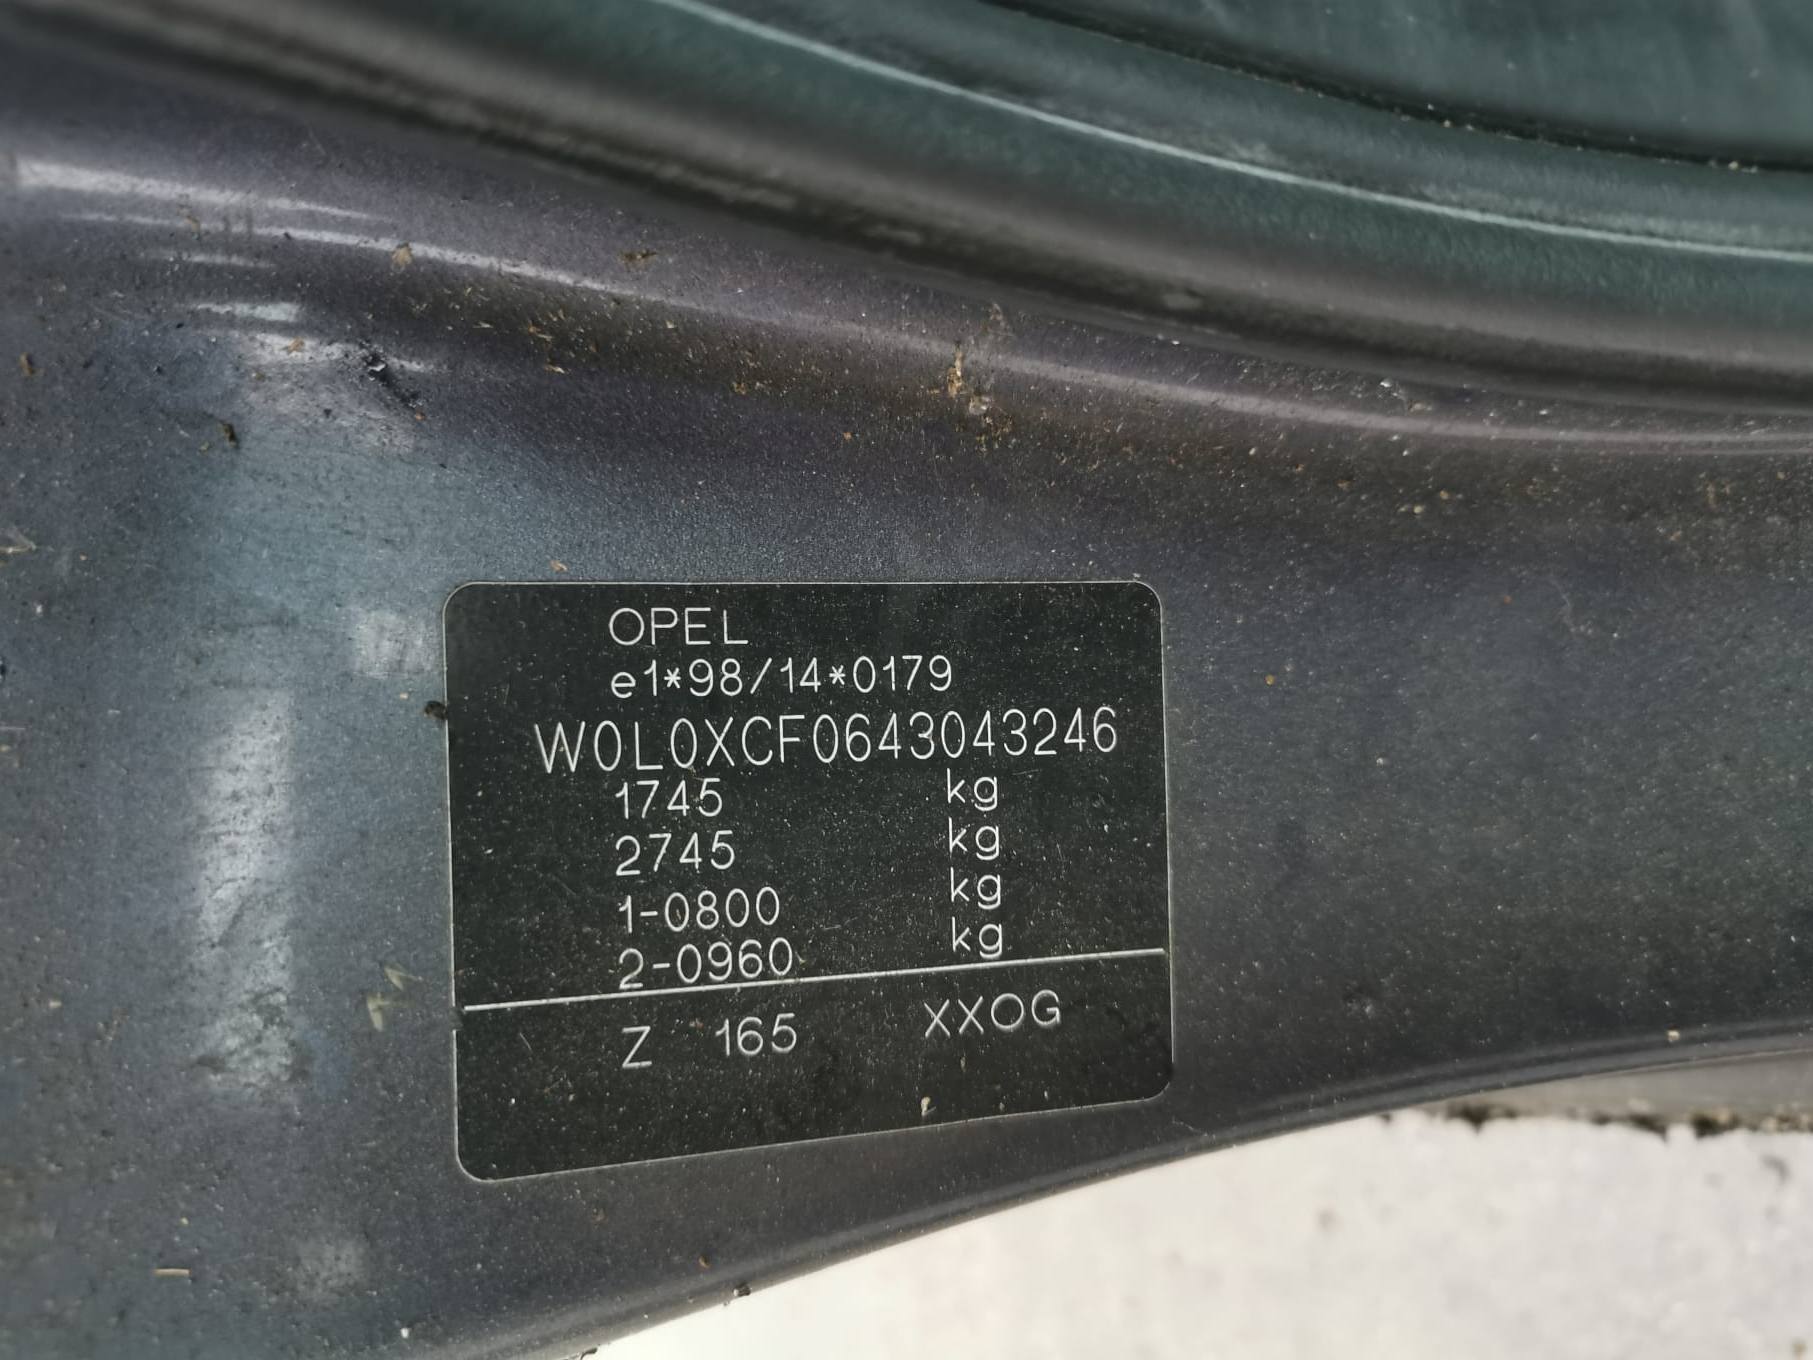 OPEL
e1*98/14*0179
W0L0XCF0643043246
1745 kg
2745 kg
1-0800 kg
2-0960 kg
Z 165 XXOG